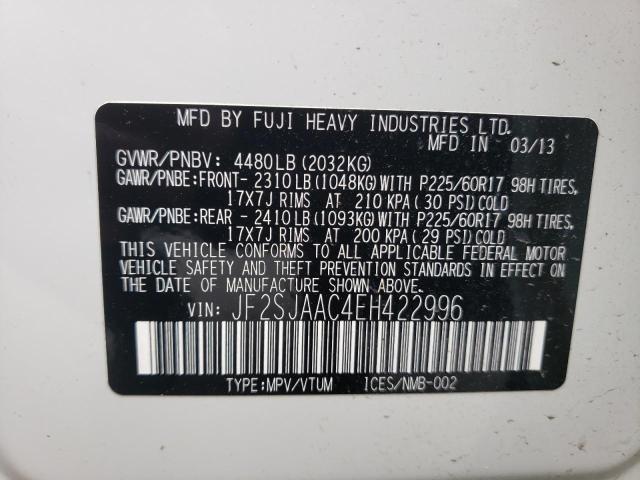 MFD BY FUJI HEAVY INDUSTRIES LTD.
MFD IN 03/13
GVWR/PNBV: 4480LB(2032KG)
GAWR/PNBE:FRONT- 2310LB(1048KG)WITH P225/60R17 98H TIRES,
17X7J RIMS AT 210 KPA( 30 PSI)COLD
GAWR/PNBE:REAR - 2410LB(1093KG)WITH P225/60R17 98H TIRES,
17X7J RIMS AT 200 KPA( 29 PSI)COLD
THIS VEHICLE CONFORMS TO ALL APPLICABLE FEDERAL MOTOR
VEHICLE SAFETY AND THEFT PREVENTION STANDARDS IN EFFECT ON
THE DATE OF MANUFACTURE SHOWN ABOVE.
VIN: JF2SJAAC4EH422996
TYPE:MPV/VTUM ICES/NMB-002